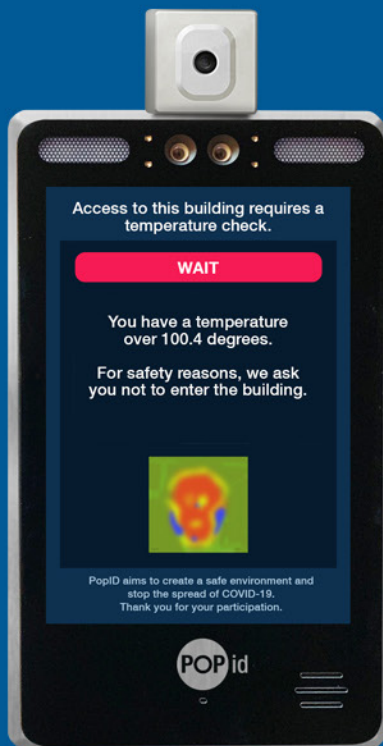 Access to this building requires a
temperature check.
WAIT
You have a temperature
over 100.4 degrees.
For safety reasons, we ask
you not to enter the building.
PopID aims to create a safe environment and
stop the spread of COVID-19.
Thank you for your participation.
POP id